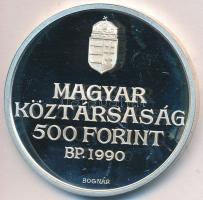 MAGYAR
KÖZTÁRSASÁG
500 FORINT
BP. 1990
BOGNÁR